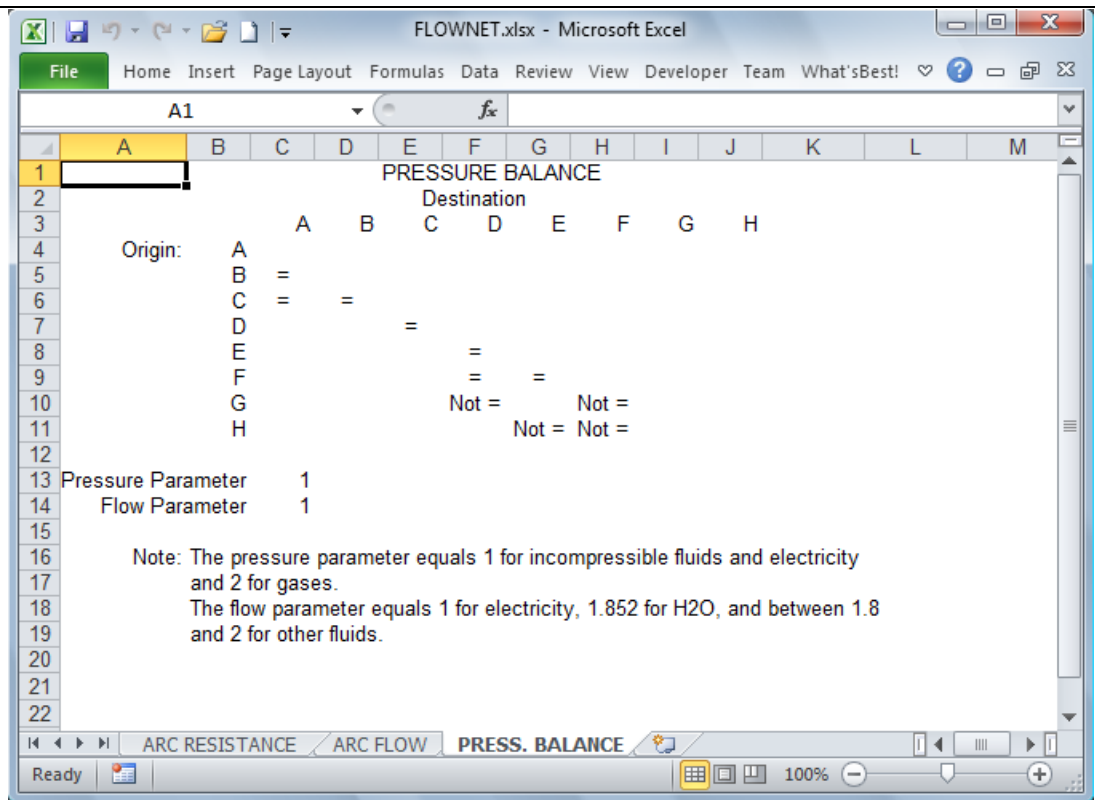 FLOWNET.xlsx - Microsoft Excel
File Home Insert Page Layout Formulas Data Review View Developer Team What'sBest!
A1 fx
A B C D E F G H I J K L M
1 PRESSURE BALANCE
2 Destination
3 A B C D E F G H
4 Origin: A
5 B =
6 C = =
7 D =
8 E =
9 F = =
10 G Not = Not =
11 H Not = Not =
12
13 Pressure Parameter 1
14 Flow Parameter 1
15
16 Note: The pressure parameter equals 1 for incompressible fluids and electricity
17 and 2 for gases.
18 The flow parameter equals 1 for electricity, 1.852 for H2O, and between 1.8
19 and 2 for other fluids.
20
21
22
ARC RESISTANCE ARC FLOW PRESS. BALANCE
Ready 100%